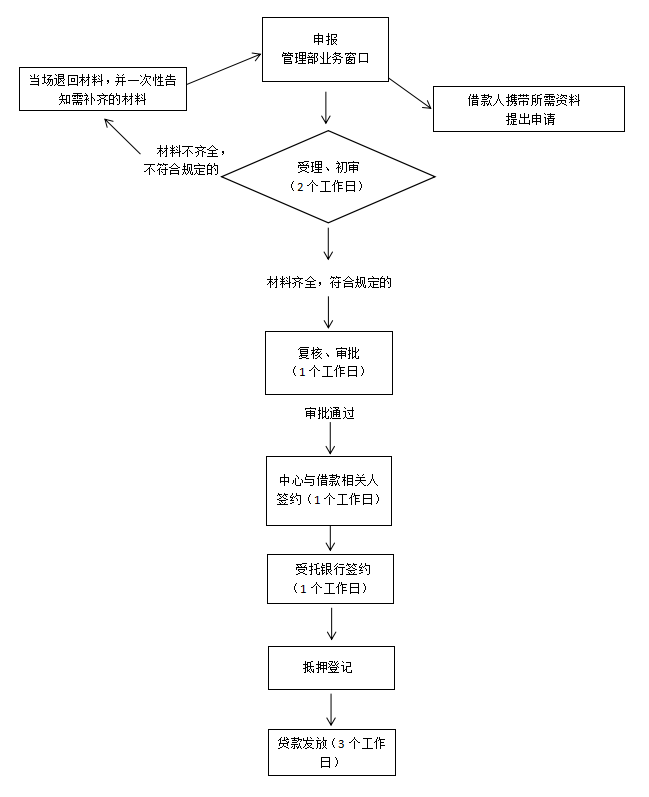 申报
管理部业务窗口
当场退回材料，并一次性告
知需补齐的材料
借款人携带所需资料
提出申请
材料不齐全，
不符合规定的
受理、初审
（2 个工作日）
材料齐全，符合规定的
复核、审批
（1 个工作日）
审批通过
中心与借款相关人
签约（1 个工作日）
受托银行签约
（1 个工作日）
抵押登记
贷款发放（3 个工作
日）